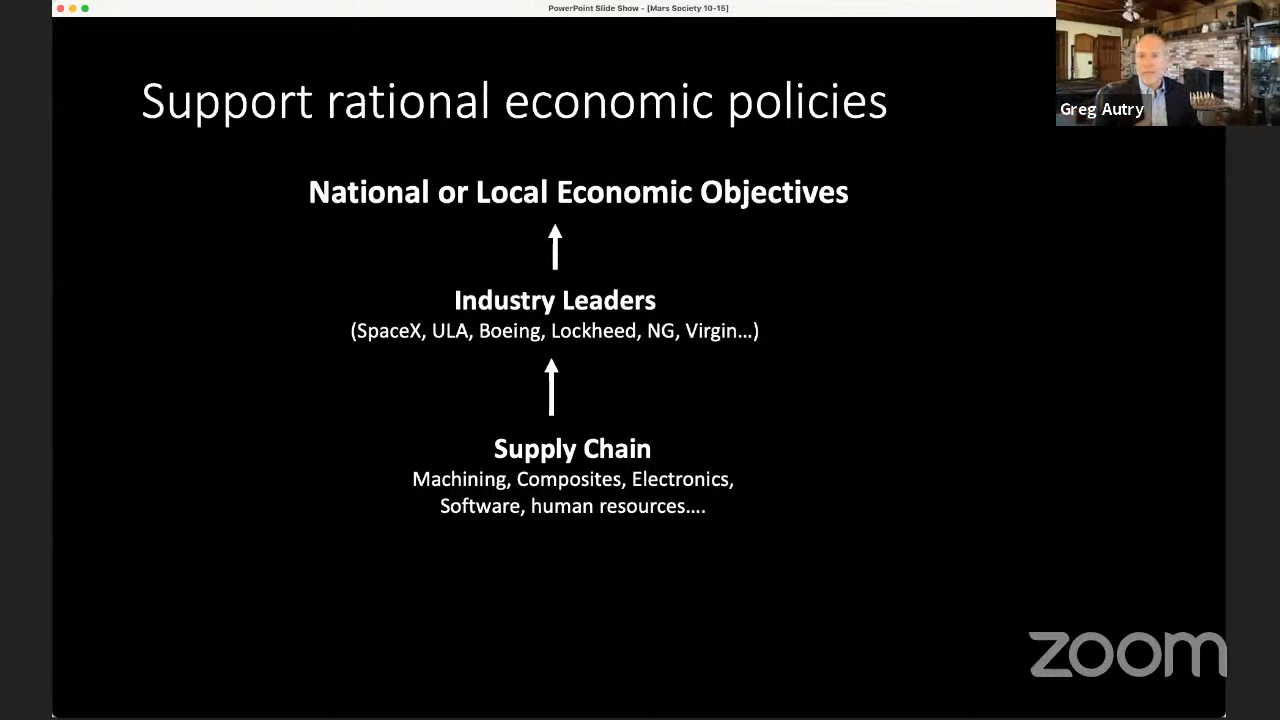 PowerPoint Slide Show - [Mars Society 10-15]
Greg Autry
Support rational economic policies
National or Local Economic Objectives
Industry Leaders
(SpaceX, ULA, Boeing, Lockheed, NG, Virgin...)
Supply Chain
Machining, Composites, Electronics,
Software, human resources....
zoom